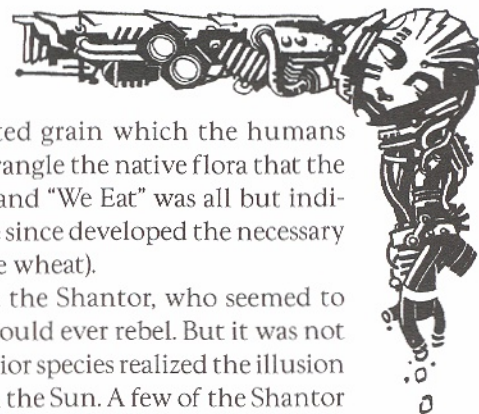 ted grain which the humans
rangle the native flora that the
and “We Eat” was all but indi-
since developed the necessary
wheat).
the Shantor, who seemed to
ould ever rebel. But it was not
ior species realized the illusion
the Sun. A few of the Shantor